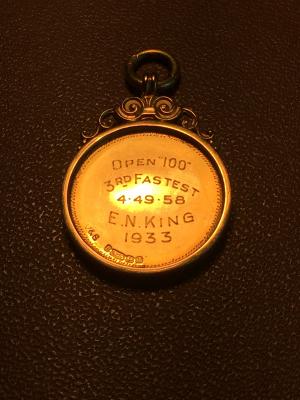 OPEN "100"
3RD FASTEST
4·49·58
E.N.KING
1933